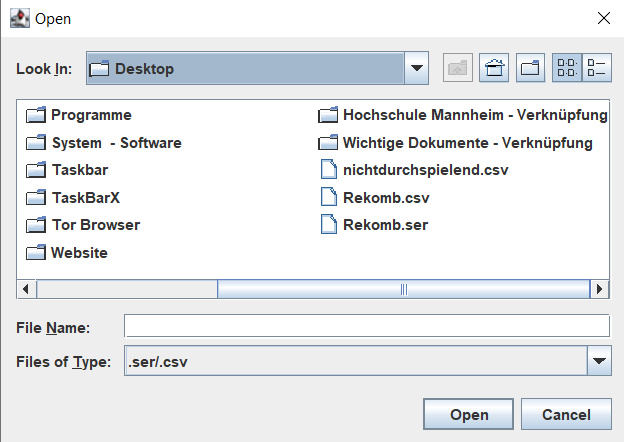 Open
Look In: Desktop
Programme
System  - Software
Taskbar
TaskBarX
Tor Browser
Website
Hochschule Mannheim - Verknüpfung
Wichtige Dokumente - Verknüpfung
nichtdurchspielend.csv
Rekomb.csv
Rekomb.ser
File Name:
Files of Type: .ser/.csv
Open Cancel